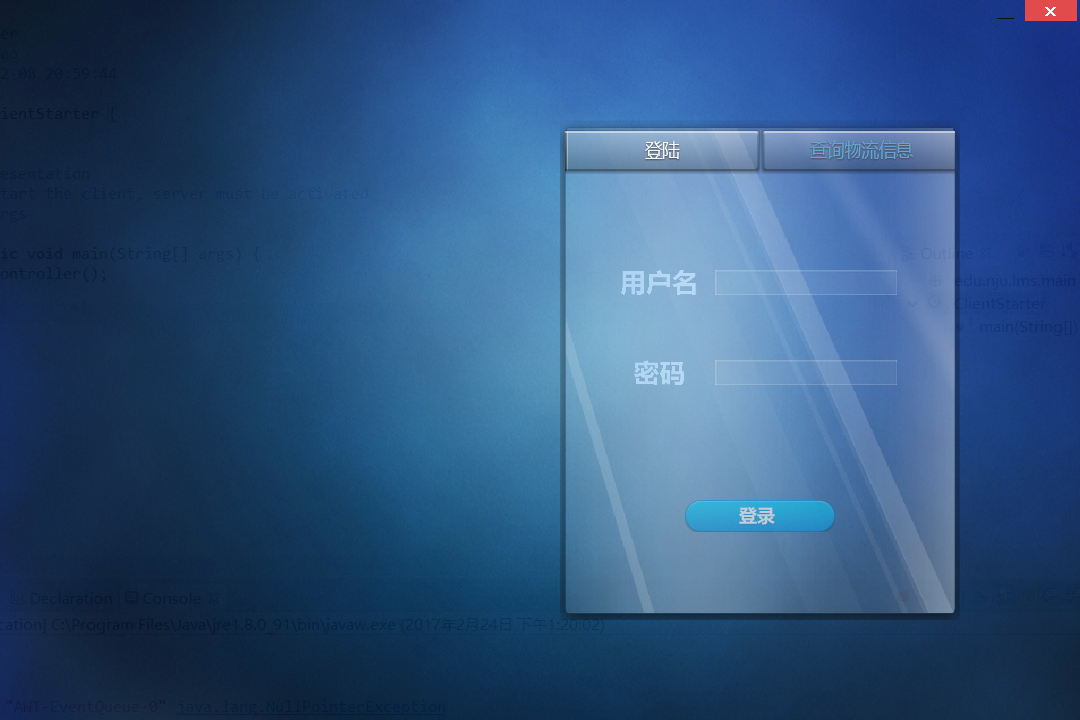 2-08 20:59:44
ientStarter {
登陆
查询物流信息
esentation
tart the client, server must be activated
rgs
ic void main(String[] args) {
ontroller();
Outline
edu.nju.lms.main
ClientStarter
main(String[])
用户名
密码
登录
Declaration
Console
cation] C:\Program Files\Java\jre1.8.0_91\bin\javaw.exe (2017年2月24日 下午1:20:02)
"AWT-EventQueue-0" java.lang.NullPointerException